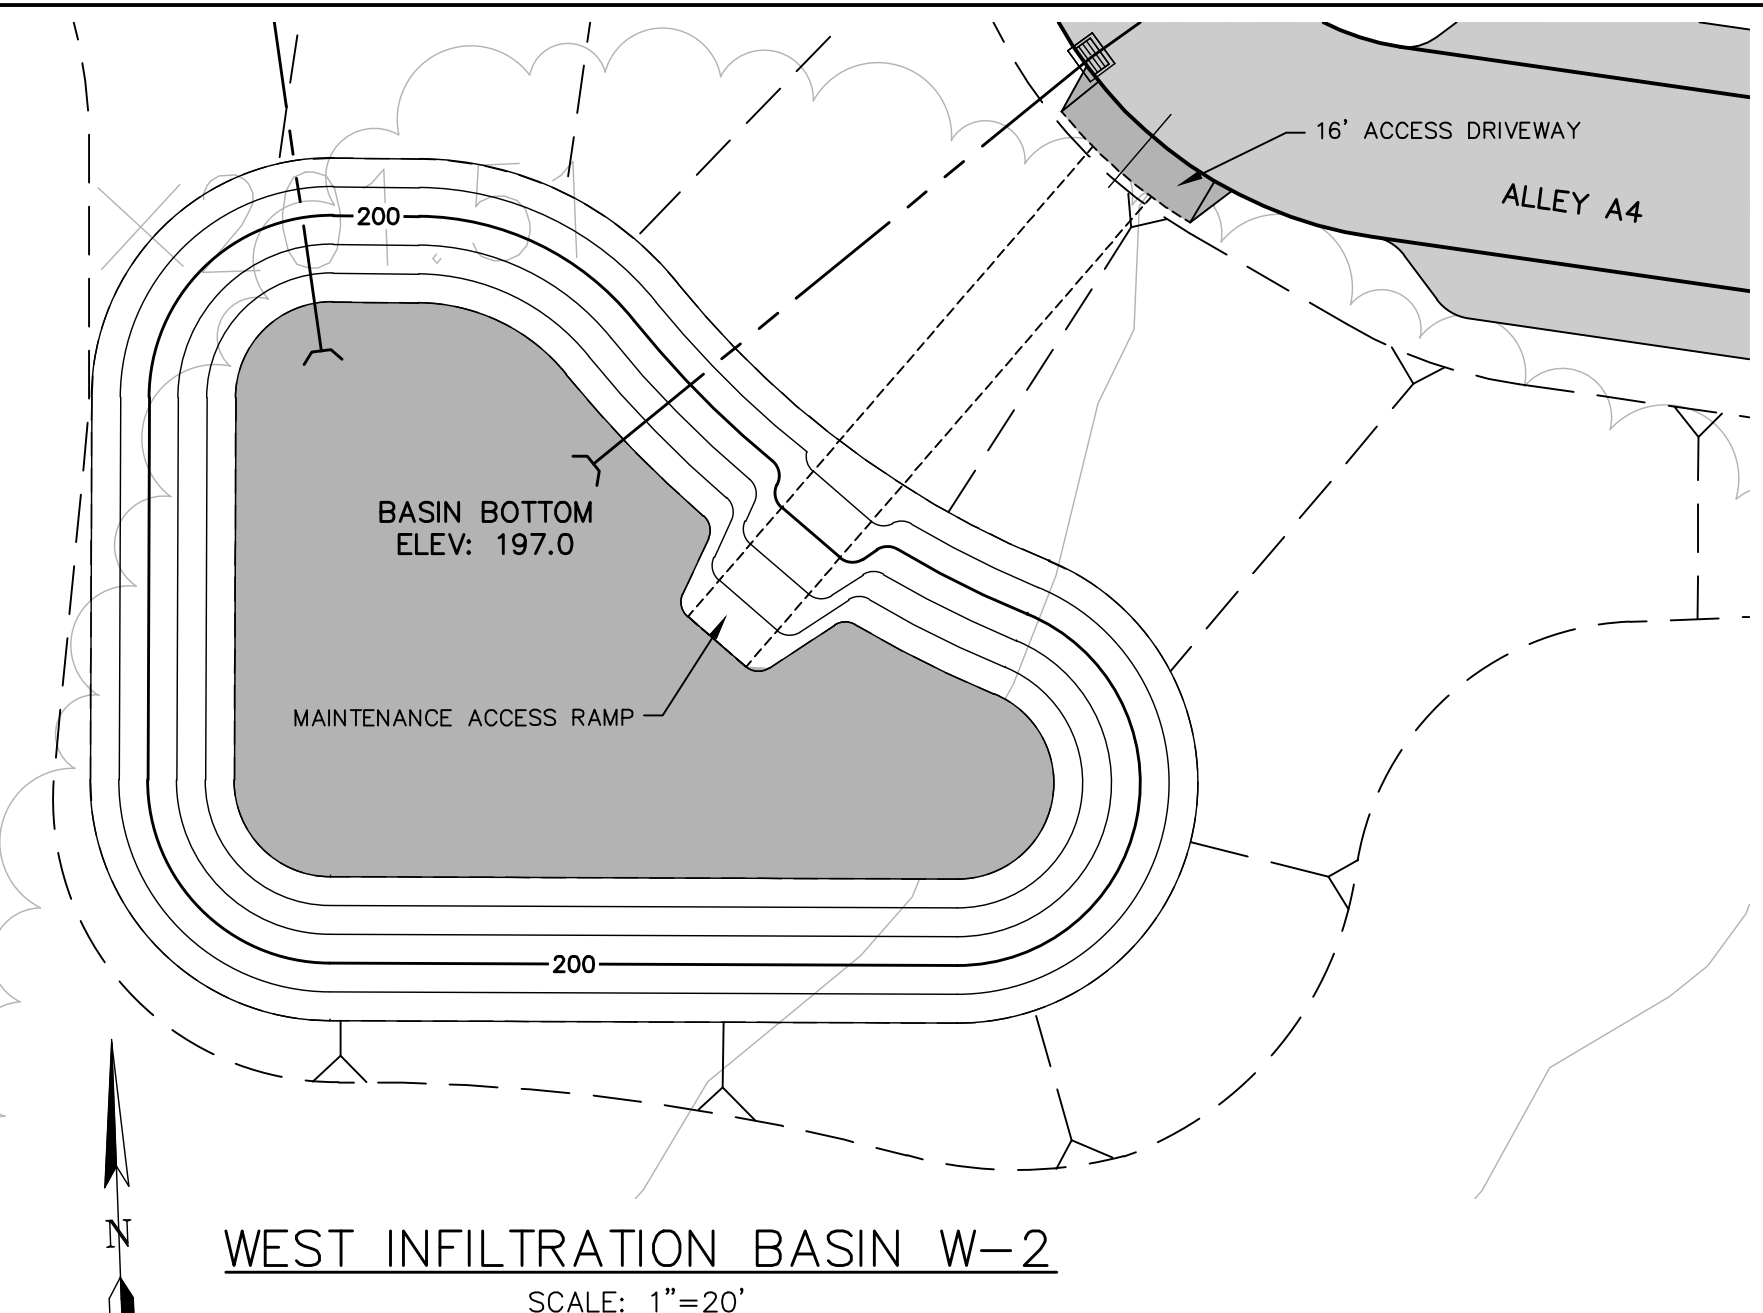 16' ACCESS DRIVEWAY
ALLEY A4
200
BASIN BOTTOM
ELEV: 197.0
MAINTENANCE ACCESS RAMP
200
N
WEST INFILTRATION BASIN W-2
SCALE: 1"=20'